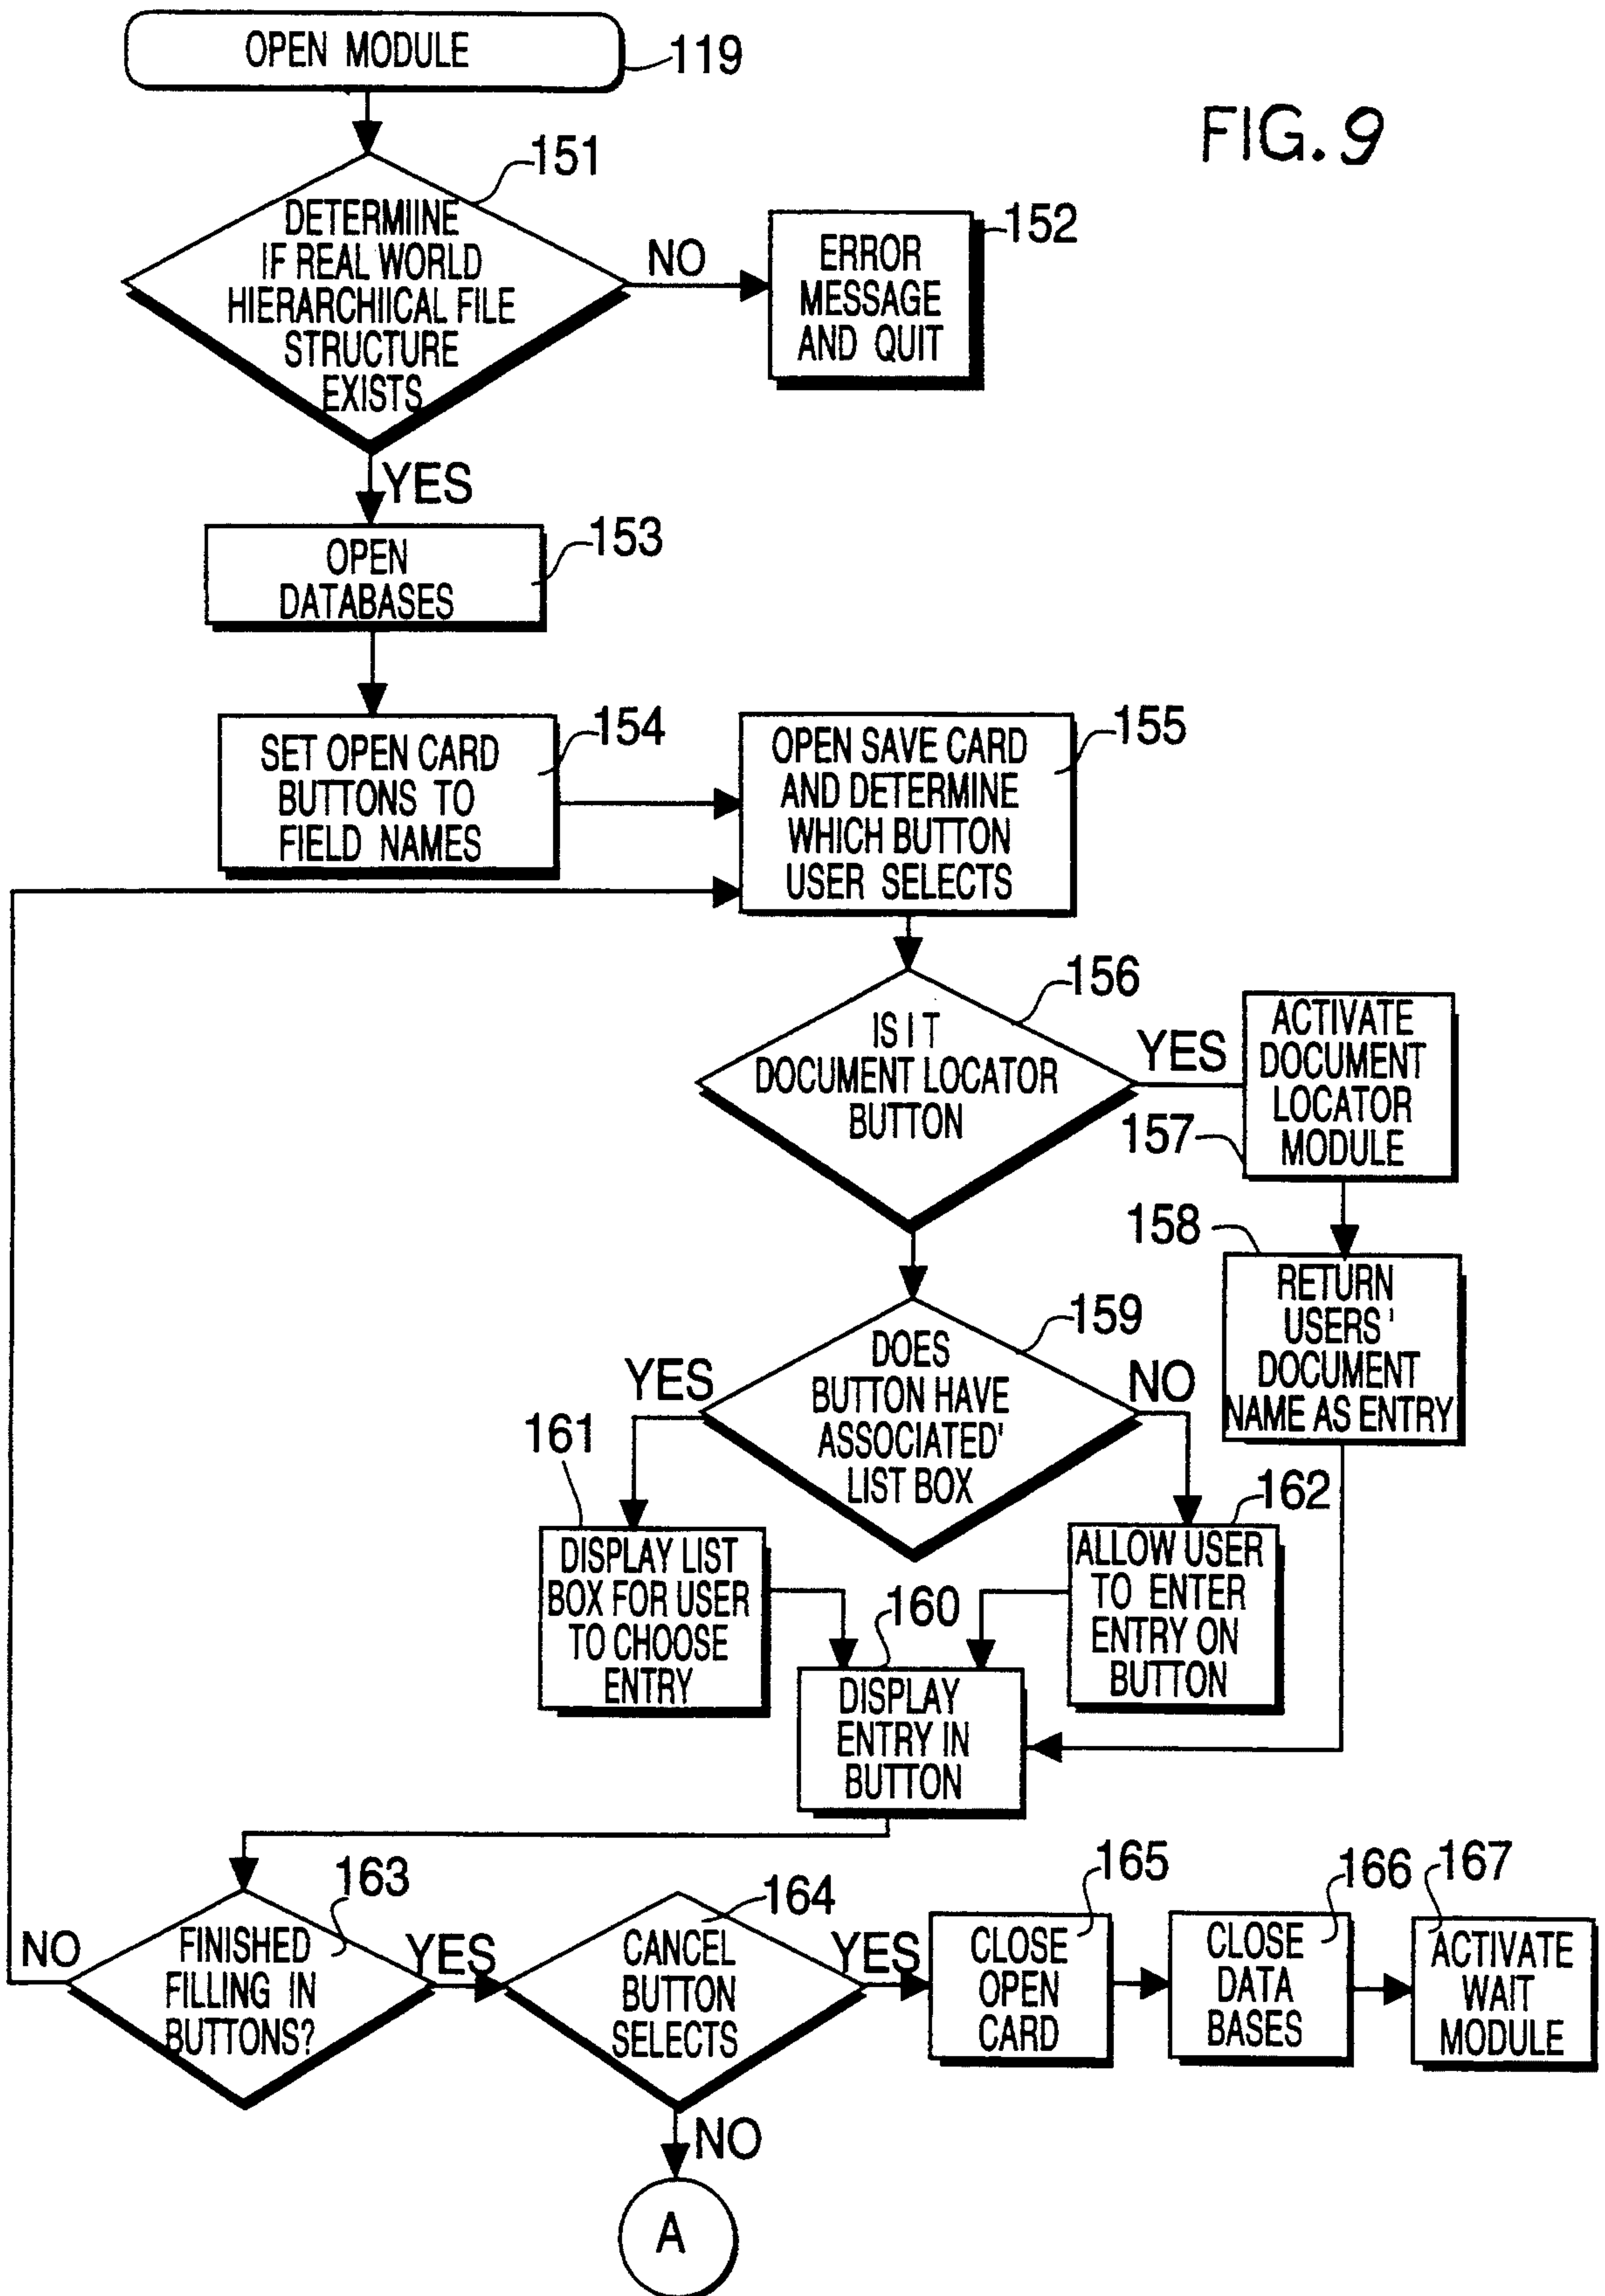 OPEN MODULE
119
FIG. 9
151
DETERMIINE
IF REAL WORLD
HIERARCHIICAL FILE
STRUCTURE
EXISTS
NO
152
ERROR
MESSAGE
AND QUIT
YES
153
OPEN
DATABASES
154
SET OPEN CARD
BUTTONS TO
FIELD NAMES
155
OPEN SAVE CARD
AND DETERMINE
WHICH BUTTON
USER SELECTS
156
IS IT
DOCUMENT LOCATOR
BUTTON
YES
157
ACTIVATE
DOCUMENT
LOCATOR
MODULE
158
RETURN
USERS'
DOCUMENT
NAME AS ENTRY
159
DOES
BUTTON HAVE
ASSOCIATED'
LIST BOX
YES
NO
161
DISPLAY LIST
BOX FOR USER
TO CHOOSE
ENTRY
162
ALLOW USER
TO ENTER
ENTRY ON
BUTTON
160
DISPLAY
ENTRY IN
BUTTON
163
FINISHED
FILLING IN
BUTTONS?
NO
YES
164
CANCEL
BUTTON
SELECTS
YES
165
CLOSE
OPEN
CARD
166
CLOSE
DATA
BASES
167
ACTIVATE
WAIT
MODULE
NO
A